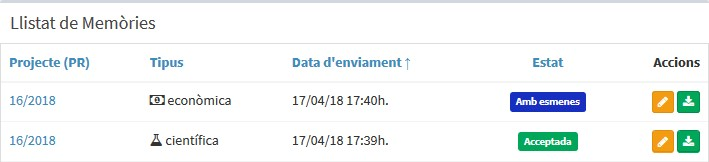 Llistat de Memòries
Projecte (PR) Tipus Data d'enviament ↑ Estat Accions
16/2018 econòmica 17/04/18 17:40h. Amb esmenes
16/2018 científica 17/04/18 17:39h. Acceptada